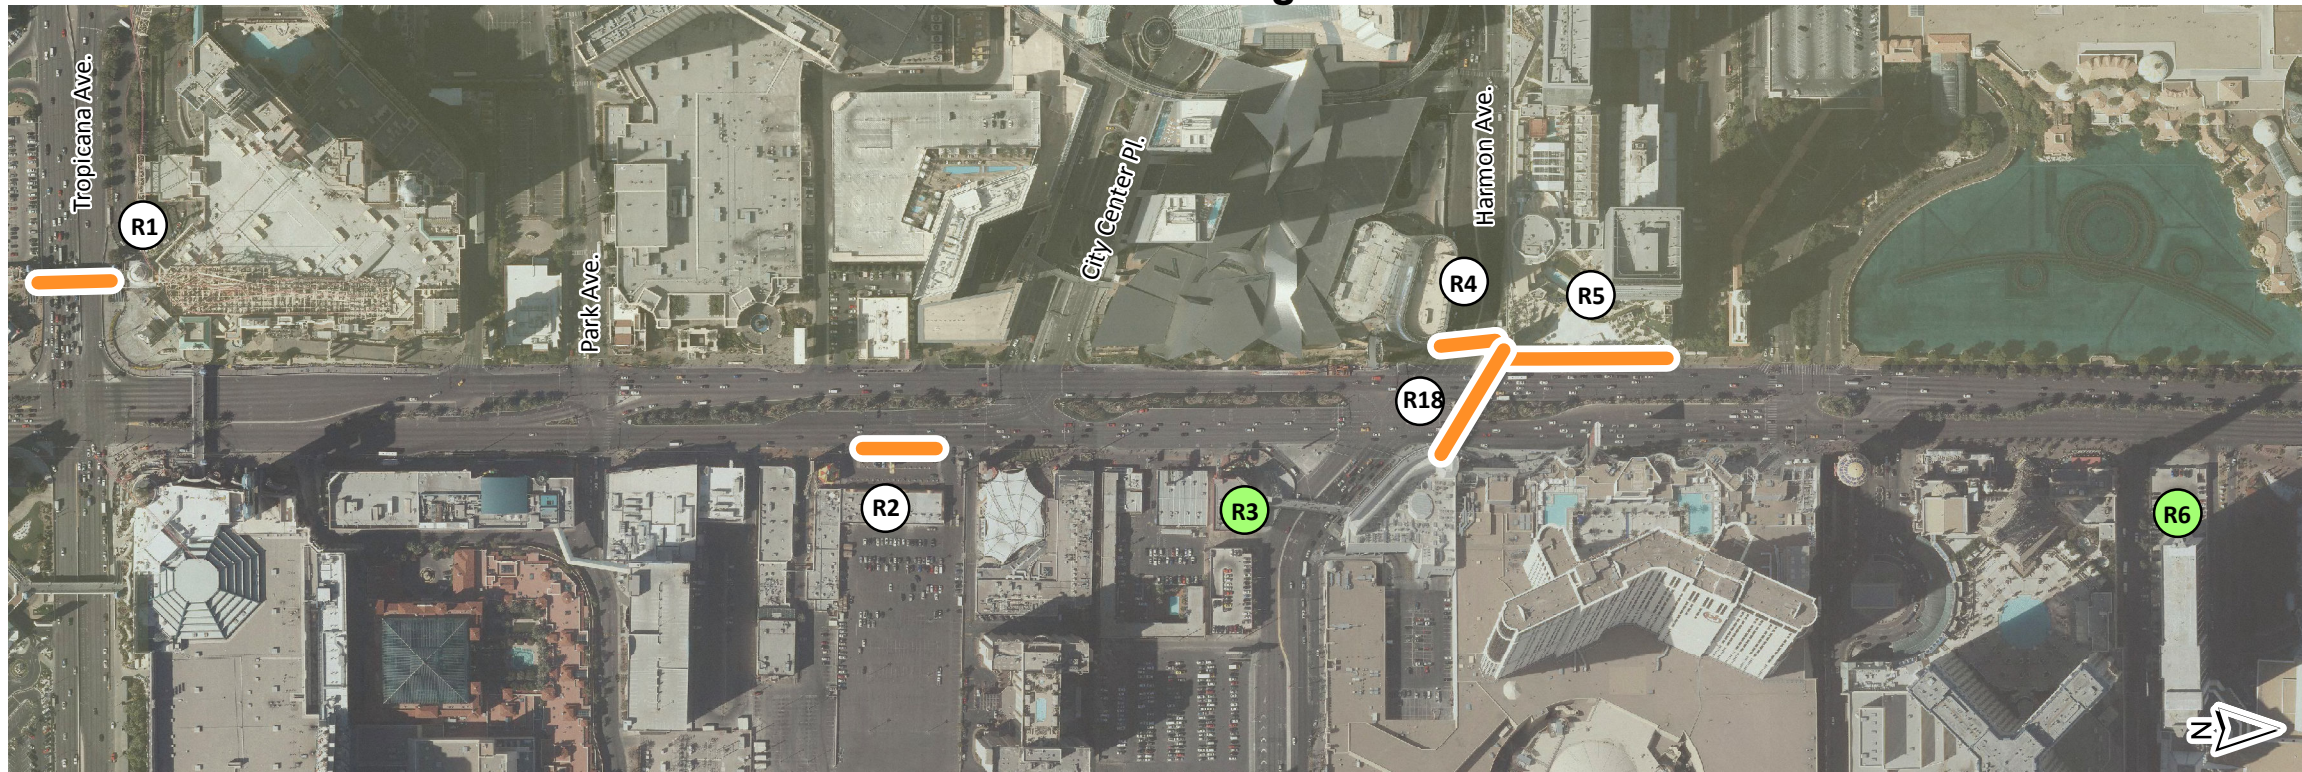 Tropicana Ave.
R1
Park Ave.
R2
City Center Pl.
R3
Harmon Ave.
R4
R5
R18
R6
N